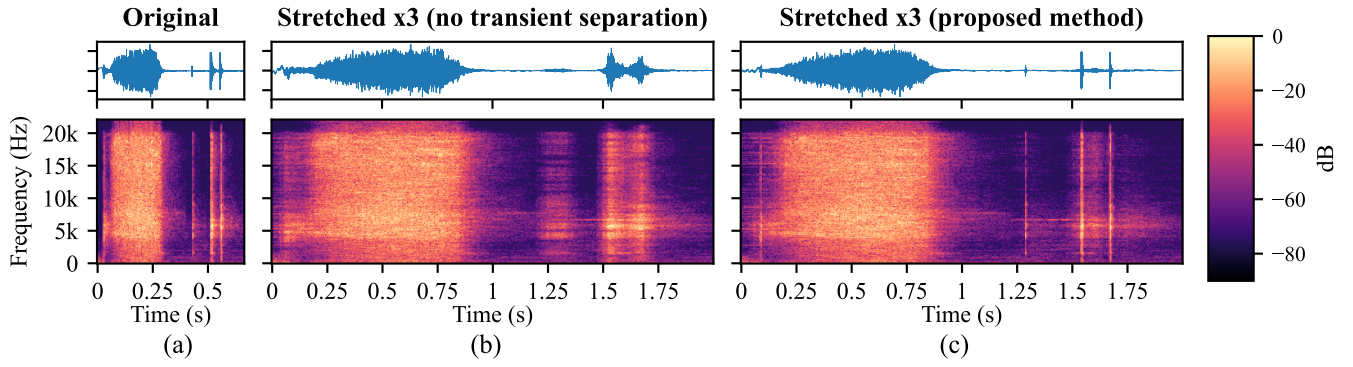 Original
Stretched x3 (no transient separation)
Stretched x3 (proposed method)
Frequency (Hz)
20k
15k
10k
5k
0
0 0.25 0.5
0 0.25 0.5 0.75 1 1.25 1.5 1.75
0 0.25 0.5 0.75 1 1.25 1.5 1.75
Time (s)
Time (s)
Time (s)
(a)
(b)
(c)
0
−20
−40
−60
−80
dB